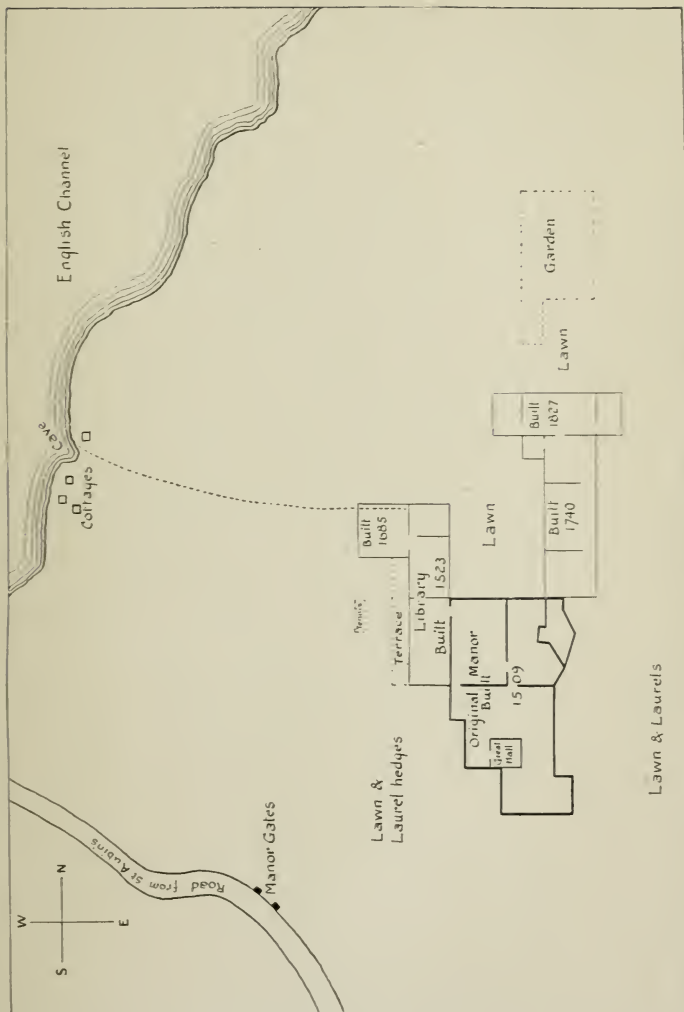 English Channel
Cave
Cottages
Built
1685
Terrace
Library
Built 1523
Lawn
Original Manor
Built 1509
Great
Hall
Built
1740
Built
1827
Lawn
Garden
Lawn &
Laurel hedges
Lawn & Laurels
Road from St Aubins
Manor Gates
W
N
S
E